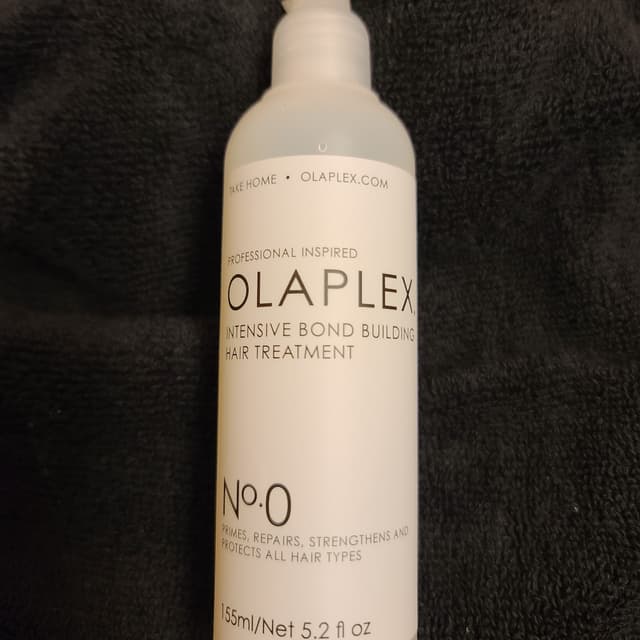 TAKE HOME • OLAPLEX.COM
PROFESSIONAL INSPIRED
OLAPLEX.
INTENSIVE BOND BUILDING
HAIR TREATMENT
Nº.0
PRIMES, REPAIRS, STRENGTHENS AND
PROTECTS ALL HAIR TYPES
155ml/Net 5.2 fl oz